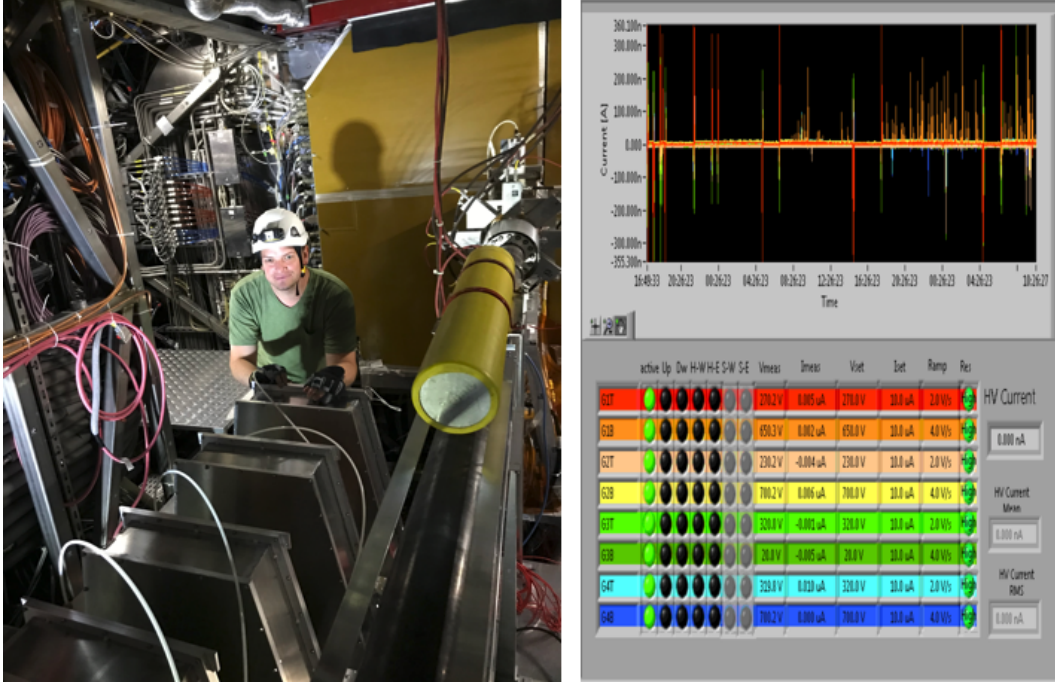 360.100n
300.000n
200.000n
100.000n
0.000
-100.000n
-200.000n
-300.000n
-355.300n
Current [A]
16:48:33 20:26:23 00:26:23 04:26:23 08:26:23 12:26:23 16:26:23 20:26:23 00:26:23 04:26:23 10:26:27
Time
active Up Dw H-W H-E S-W S-E Vmeas Imeas Vset Iset Ramp Res
G1T 270.2 V 0.005 uA 270.0 V 10.0 uA 2.0 V/s High
G1B 650.3 V 0.002 uA 650.0 V 10.0 uA 4.0 V/s High
G2T 230.2 V -0.004 uA 230.0 V 10.0 uA 2.0 V/s High
G2B 700.2 V 0.006 uA 700.0 V 10.0 uA 4.0 V/s High
G3T 320.0 V -0.001 uA 320.0 V 10.0 uA 2.0 V/s High
G3B 20.0 V -0.005 uA 20.0 V 10.0 uA 4.0 V/s High
G4T 319.8 V 0.010 uA 320.0 V 10.0 uA 2.0 V/s High
G4B 700.2 V 0.000 uA 700.0 V 10.0 uA 4.0 V/s High
HV Current
0.000 nA
HV Current
Mean
0.000 nA
HV Current
RMS
0.000 nA